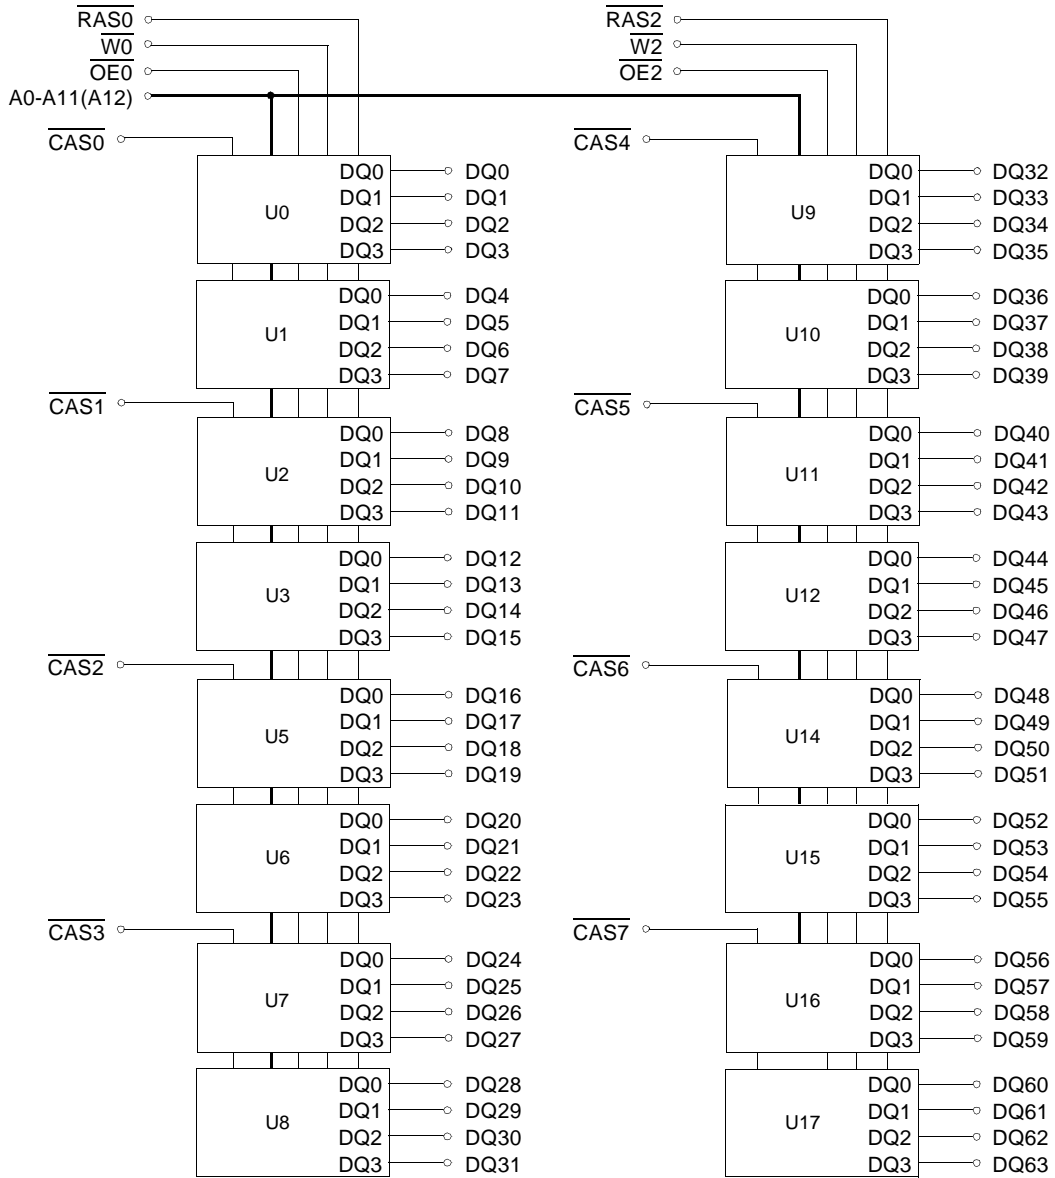 RAS0
W0
OE0
A0-A11(A12)
CAS0
U0
DQ0 DQ0
DQ1 DQ1
DQ2 DQ2
DQ3 DQ3
U1
DQ0 DQ4
DQ1 DQ5
DQ2 DQ6
DQ3 DQ7
CAS1
U2
DQ0 DQ8
DQ1 DQ9
DQ2 DQ10
DQ3 DQ11
U3
DQ0 DQ12
DQ1 DQ13
DQ2 DQ14
DQ3 DQ15
CAS2
U5
DQ0 DQ16
DQ1 DQ17
DQ2 DQ18
DQ3 DQ19
U6
DQ0 DQ20
DQ1 DQ21
DQ2 DQ22
DQ3 DQ23
CAS3
U7
DQ0 DQ24
DQ1 DQ25
DQ2 DQ26
DQ3 DQ27
U8
DQ0 DQ28
DQ1 DQ29
DQ2 DQ30
DQ3 DQ31
RAS2
W2
OE2
CAS4
U9
DQ0 DQ32
DQ1 DQ33
DQ2 DQ34
DQ3 DQ35
U10
DQ0 DQ36
DQ1 DQ37
DQ2 DQ38
DQ3 DQ39
CAS5
U11
DQ0 DQ40
DQ1 DQ41
DQ2 DQ42
DQ3 DQ43
U12
DQ0 DQ44
DQ1 DQ45
DQ2 DQ46
DQ3 DQ47
CAS6
U14
DQ0 DQ48
DQ1 DQ49
DQ2 DQ50
DQ3 DQ51
U15
DQ0 DQ52
DQ1 DQ53
DQ2 DQ54
DQ3 DQ55
CAS7
U16
DQ0 DQ56
DQ1 DQ57
DQ2 DQ58
DQ3 DQ59
U17
DQ0 DQ60
DQ1 DQ61
DQ2 DQ62
DQ3 DQ63